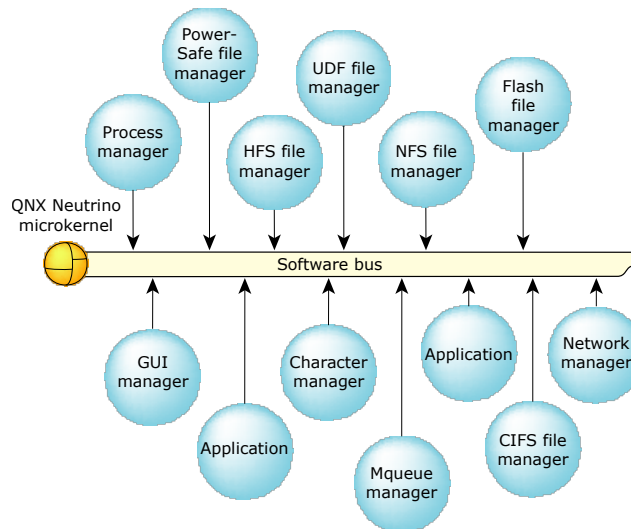 Power-
Safe file
manager
UDF file
manager
Flash
file
manager
Process
manager
HFS file
manager
NFS file
manager
QNX Neutrino
microkernel
Software bus
GUI
manager
Character
manager
Application
Network
manager
Application
CIFS file
manager
Mqueue
manager